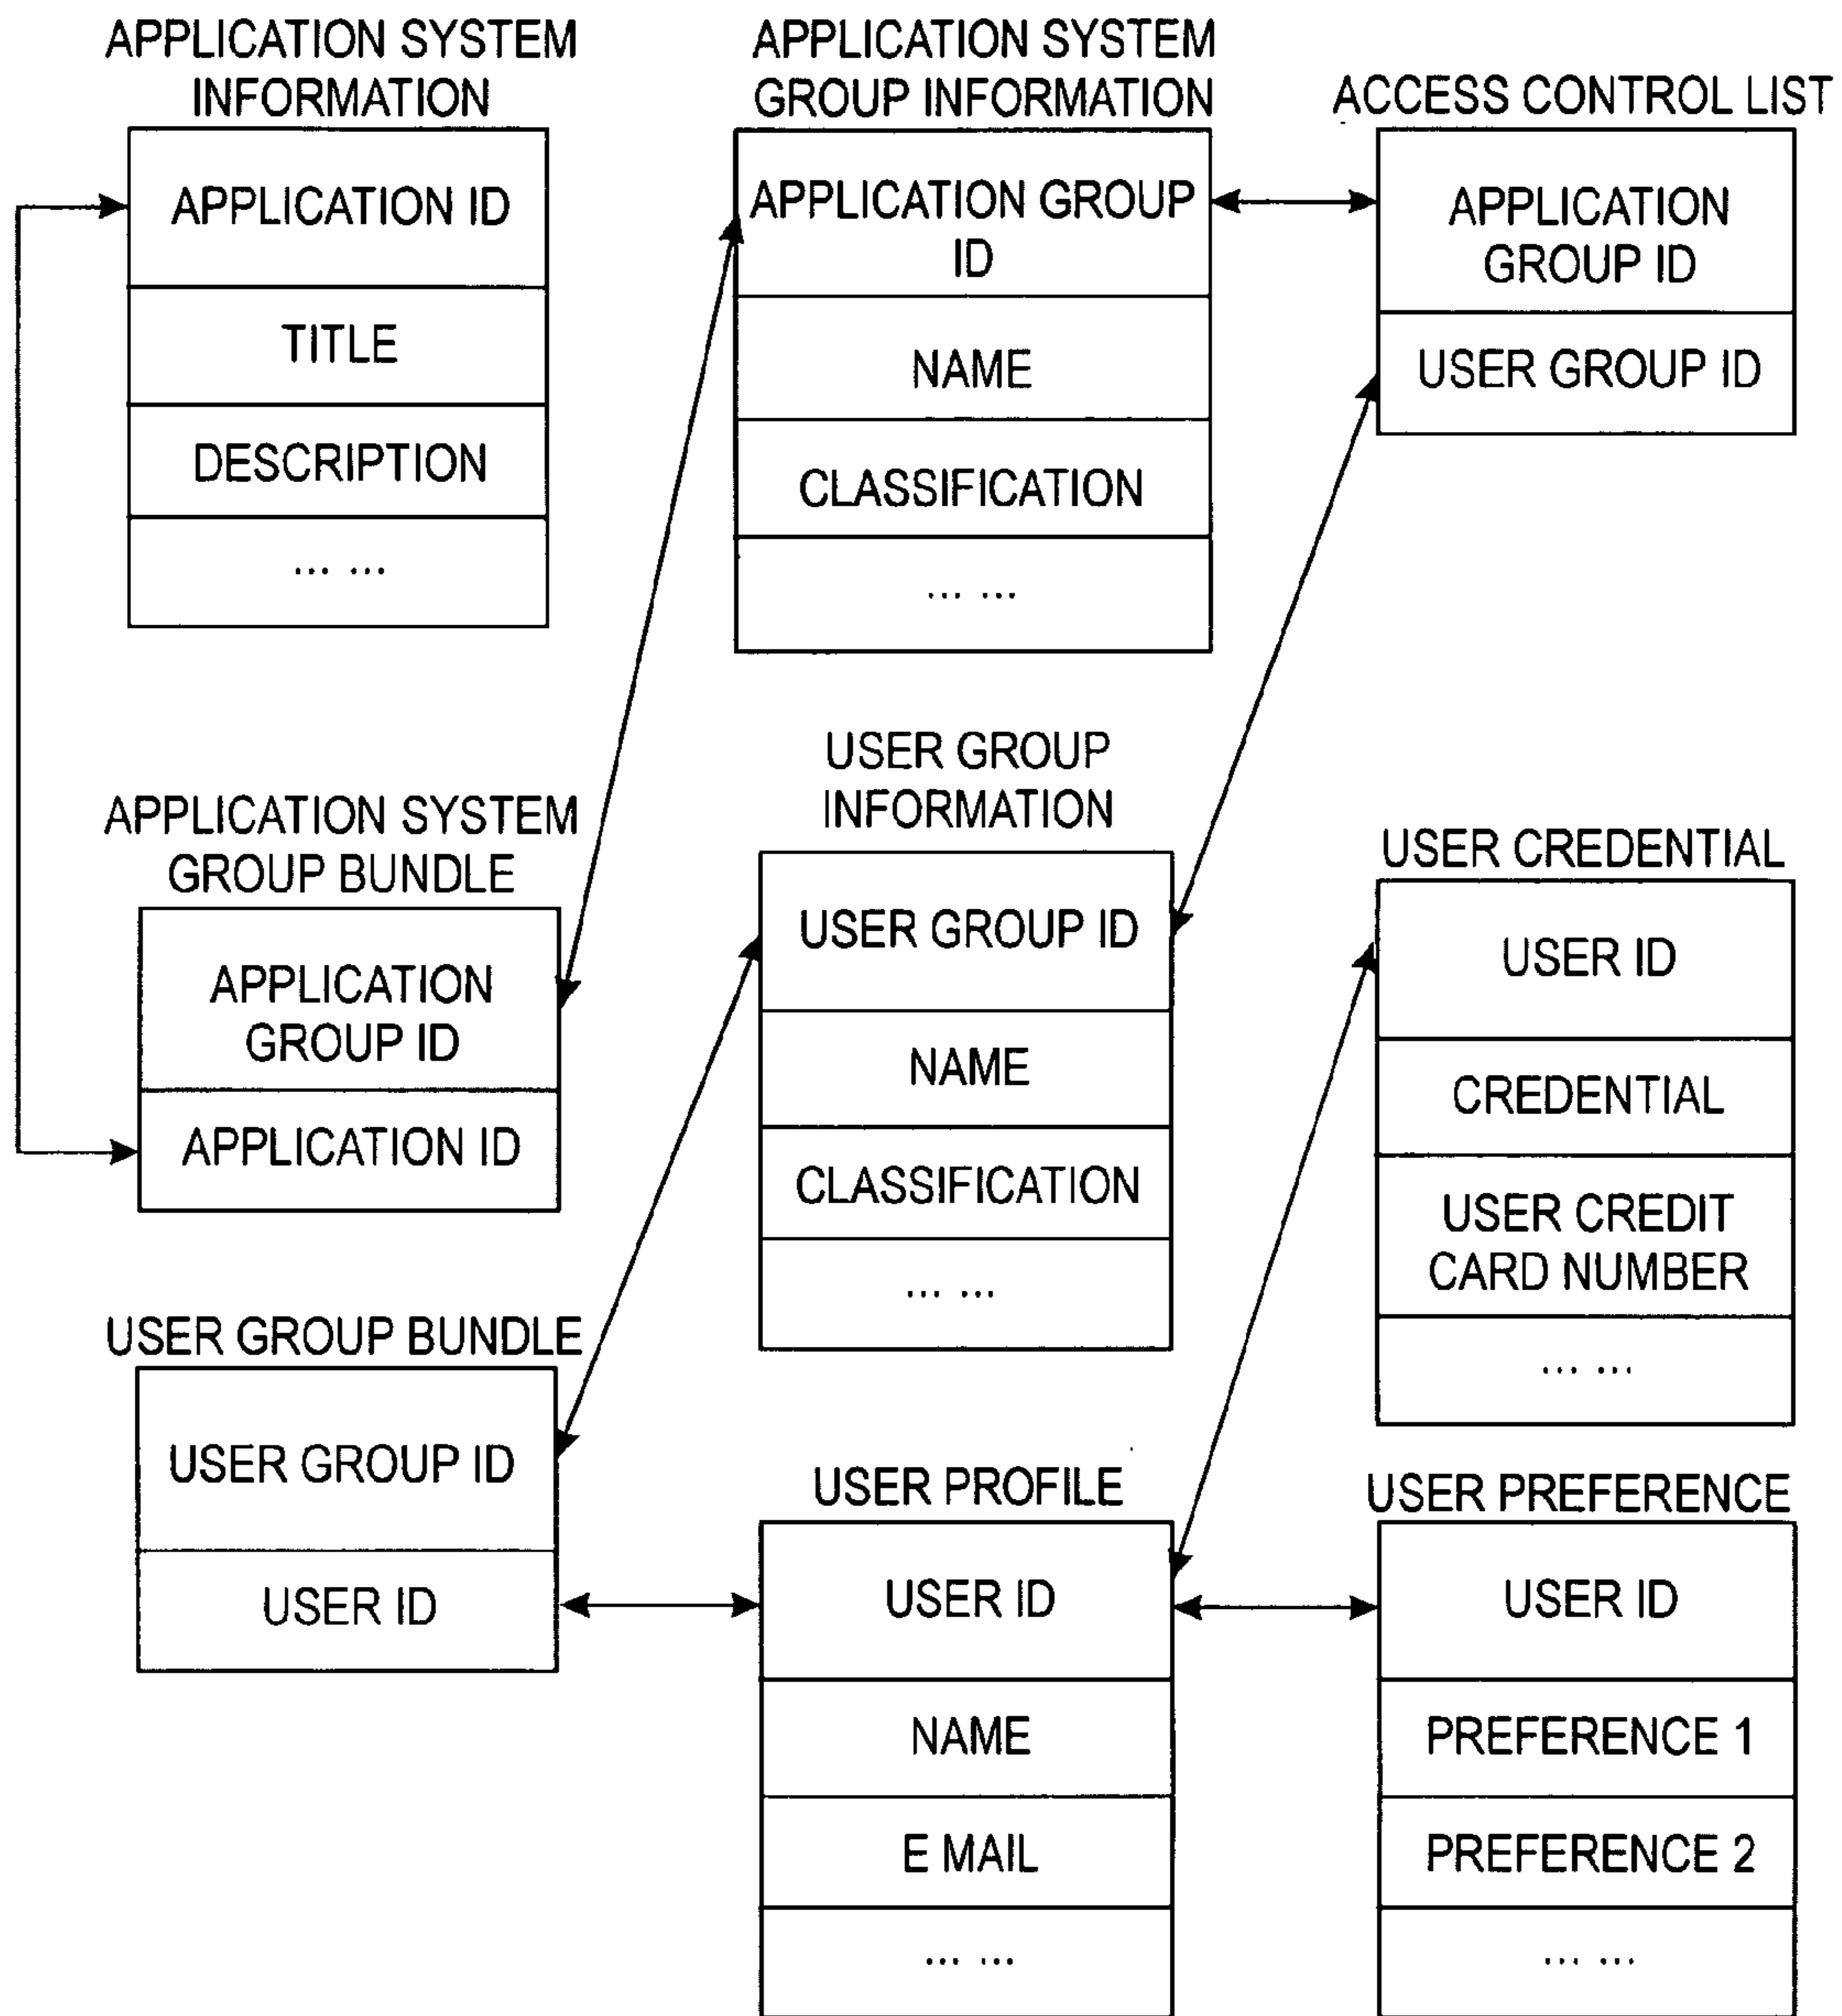 APPLICATION SYSTEM
INFORMATION
APPLICATION ID
TITLE
DESCRIPTION
... ...
APPLICATION SYSTEM
GROUP INFORMATION
APPLICATION GROUP
ID
NAME
CLASSIFICATION
... ...
ACCESS CONTROL LIST
APPLICATION
GROUP ID
USER GROUP ID
APPLICATION SYSTEM
GROUP BUNDLE
APPLICATION
GROUP ID
APPLICATION ID
USER GROUP
INFORMATION
USER GROUP ID
NAME
CLASSIFICATION
... ...
USER CREDENTIAL
USER ID
CREDENTIAL
USER CREDIT
CARD NUMBER
... ...
USER GROUP BUNDLE
USER GROUP ID
USER ID
USER PROFILE
USER ID
NAME
E MAIL
... ...
USER PREFERENCE
USER ID
PREFERENCE 1
PREFERENCE 2
... ...